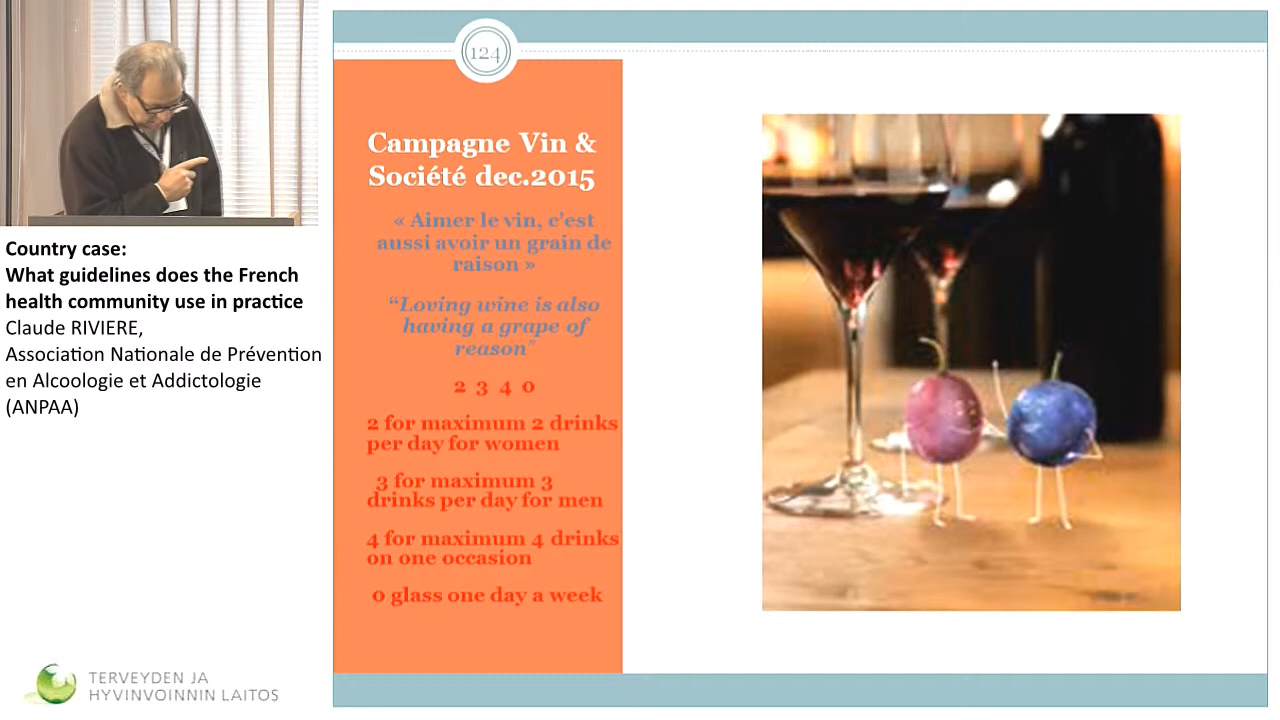 Country case:
What guidelines does the French
health community use in practice
Claude RIVIERE,
Association Nationale de Prévention
en Alcoologie et Addictologie
(ANPAA)
TERVEYDEN JA
HYVINVOINNIN LAITOS
124
Campagne Vin &
Société dec.2015
« Aimer le vin, c'est
aussi avoir un grain de
raison »
“Loving wine is also
having a grape of
reason”
2 3 4 0
2 for maximum 2 drinks
per day for women
3 for maximum 3
drinks per day for men
4 for maximum 4 drinks
on one occasion
0 glass one day a week